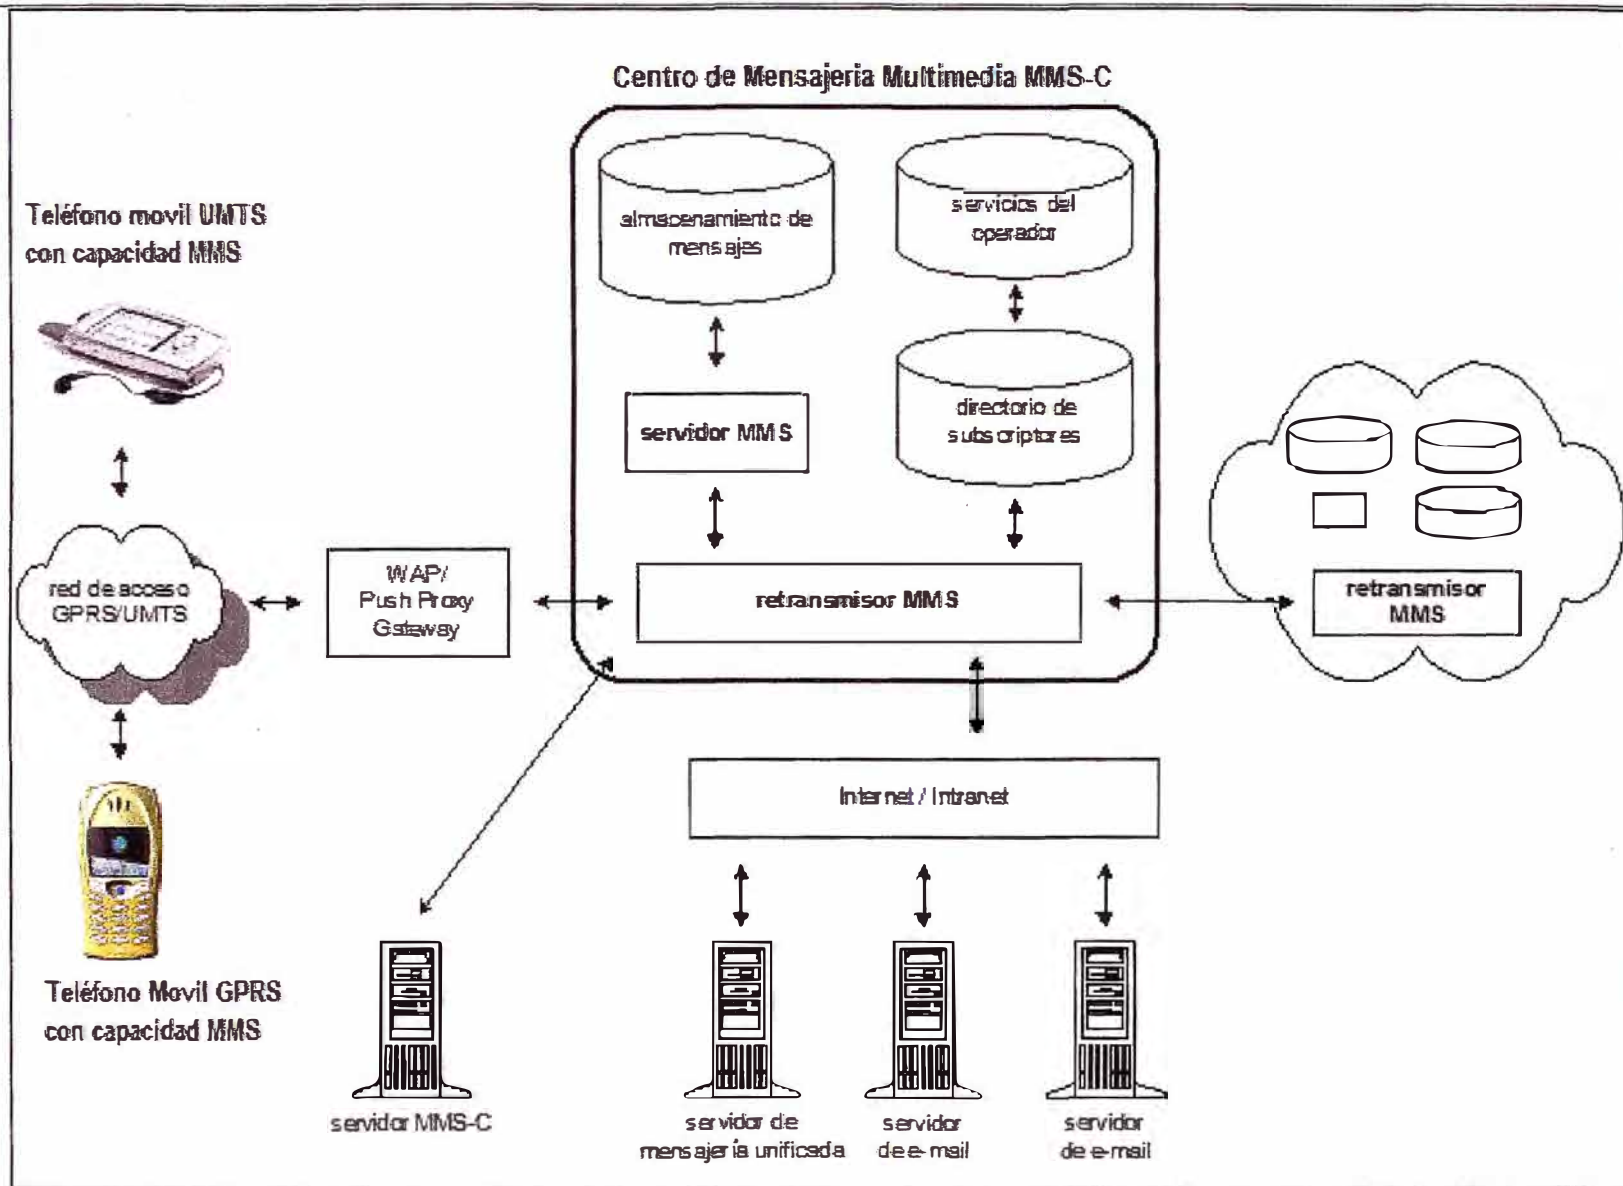 Centro de Mensajeria Multimedia MMS-C
Teléfono movil UMTS
con capacidad MMS
almacenamiento de
mensajes
servicios del
operador
servidor MMS
directorio de
subscriptores
red de acceso
GPRS/UMTS
WAP/
Push Proxy
Gateway
retransmisor MMS
retransmisor
MMS
Internet / Intranet
Teléfono Movil GPRS
con capacidad MMS
servidor MMS-C
servidor de
mensajería unificada
servidor
de e-mail
servidor
de e-mail